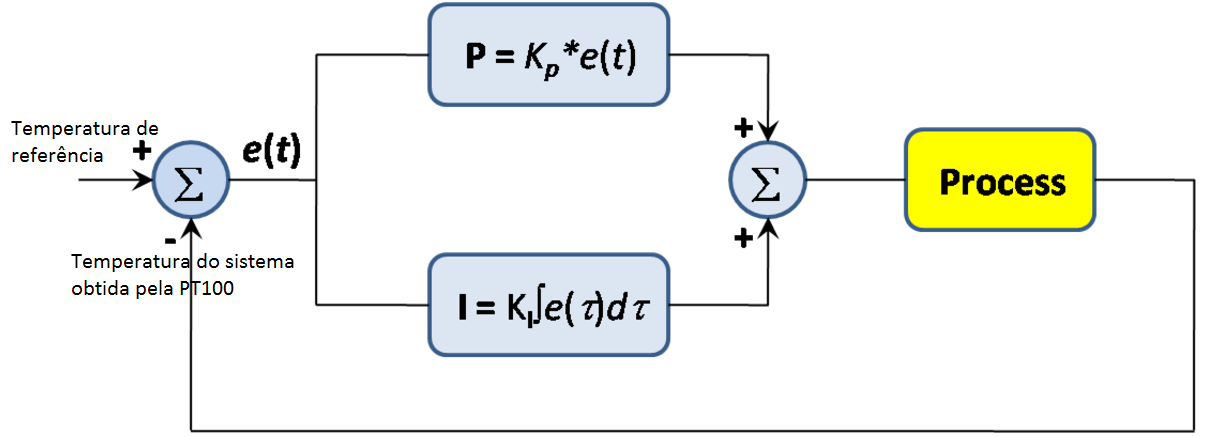 P = Kp*e(t)
Temperatura de
referência
+
e(t)
Σ
-
Temperatura do sistema
obtida pela PT100
+
Σ
+
Process
I = KI∫e(τ)dτ